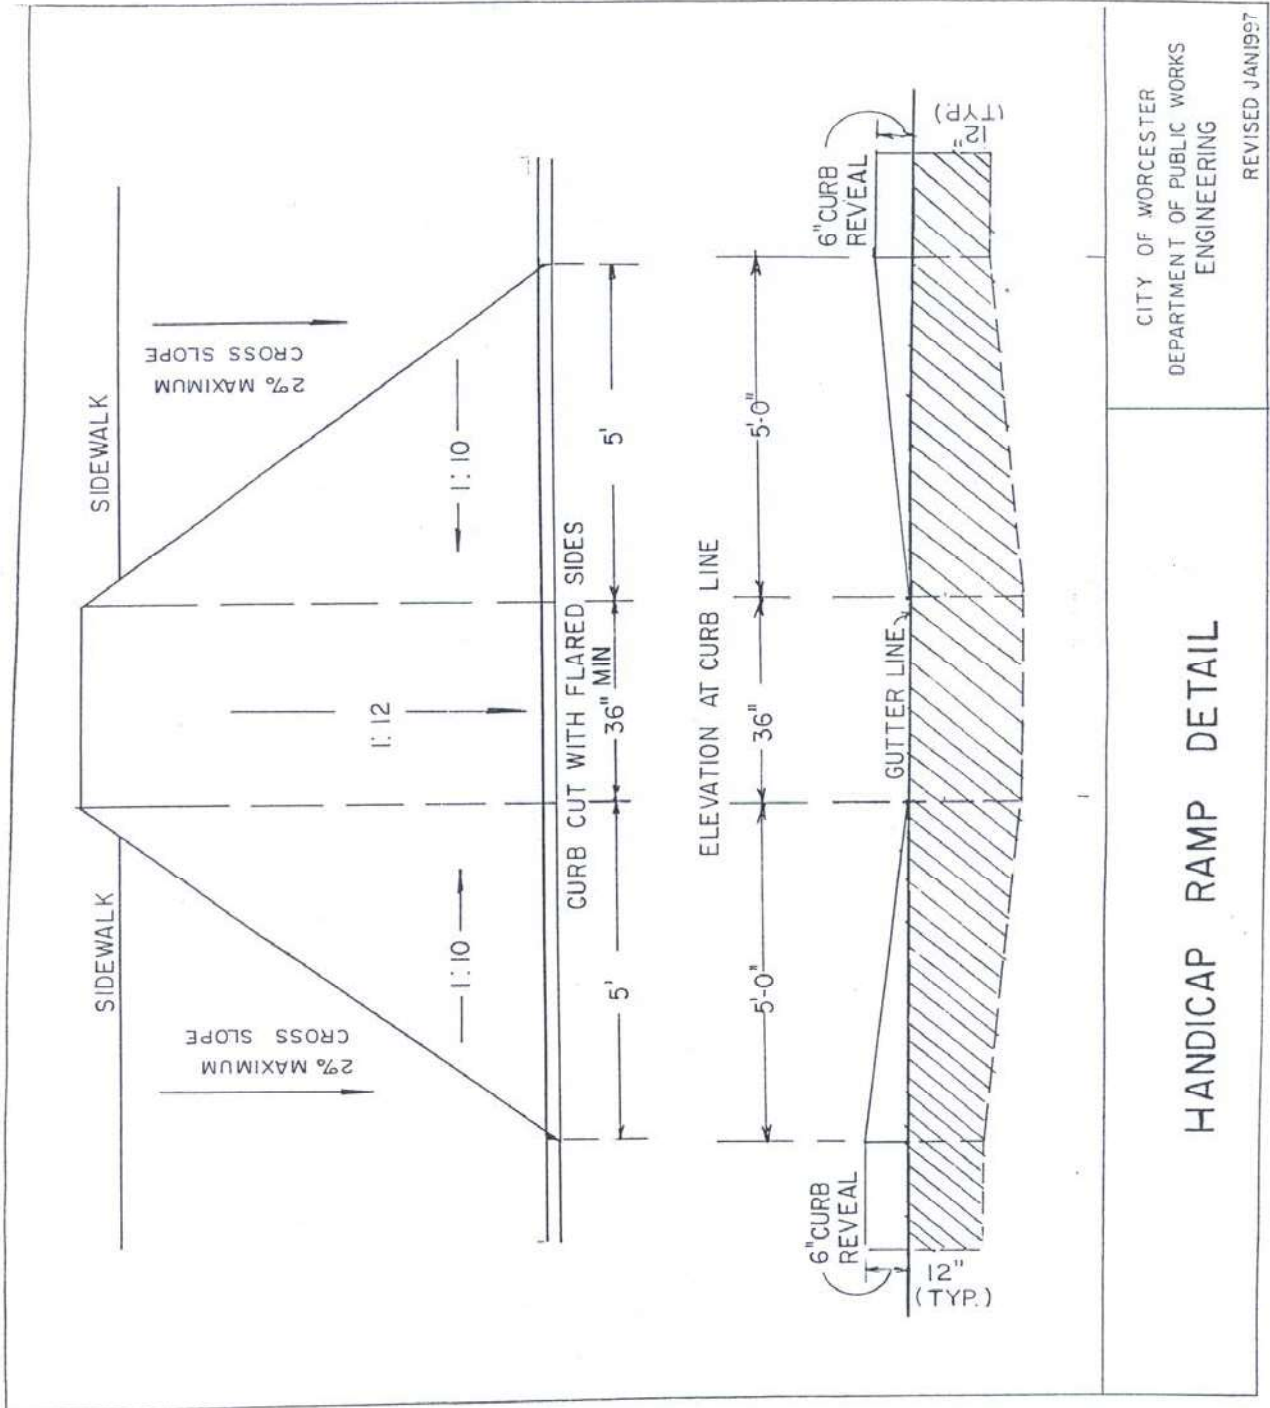 SIDEWALK
SIDEWALK
2% MAXIMUM
CROSS SLOPE
2% MAXIMUM
CROSS SLOPE
1:10
1:12
1:10
CURB CUT WITH FLARED SIDES
5'
36" MIN
5'
ELEVATION AT CURB LINE
5'-0"
36"
5'-0"
6" CURB
REVEAL
GUTTER LINE
6" CURB
REVEAL
12"
(TYP.)
12"
(TYP.)
HANDICAP RAMP DETAIL
CITY OF WORCESTER
DEPARTMENT OF PUBLIC WORKS
ENGINEERING
REVISED JAN 1997